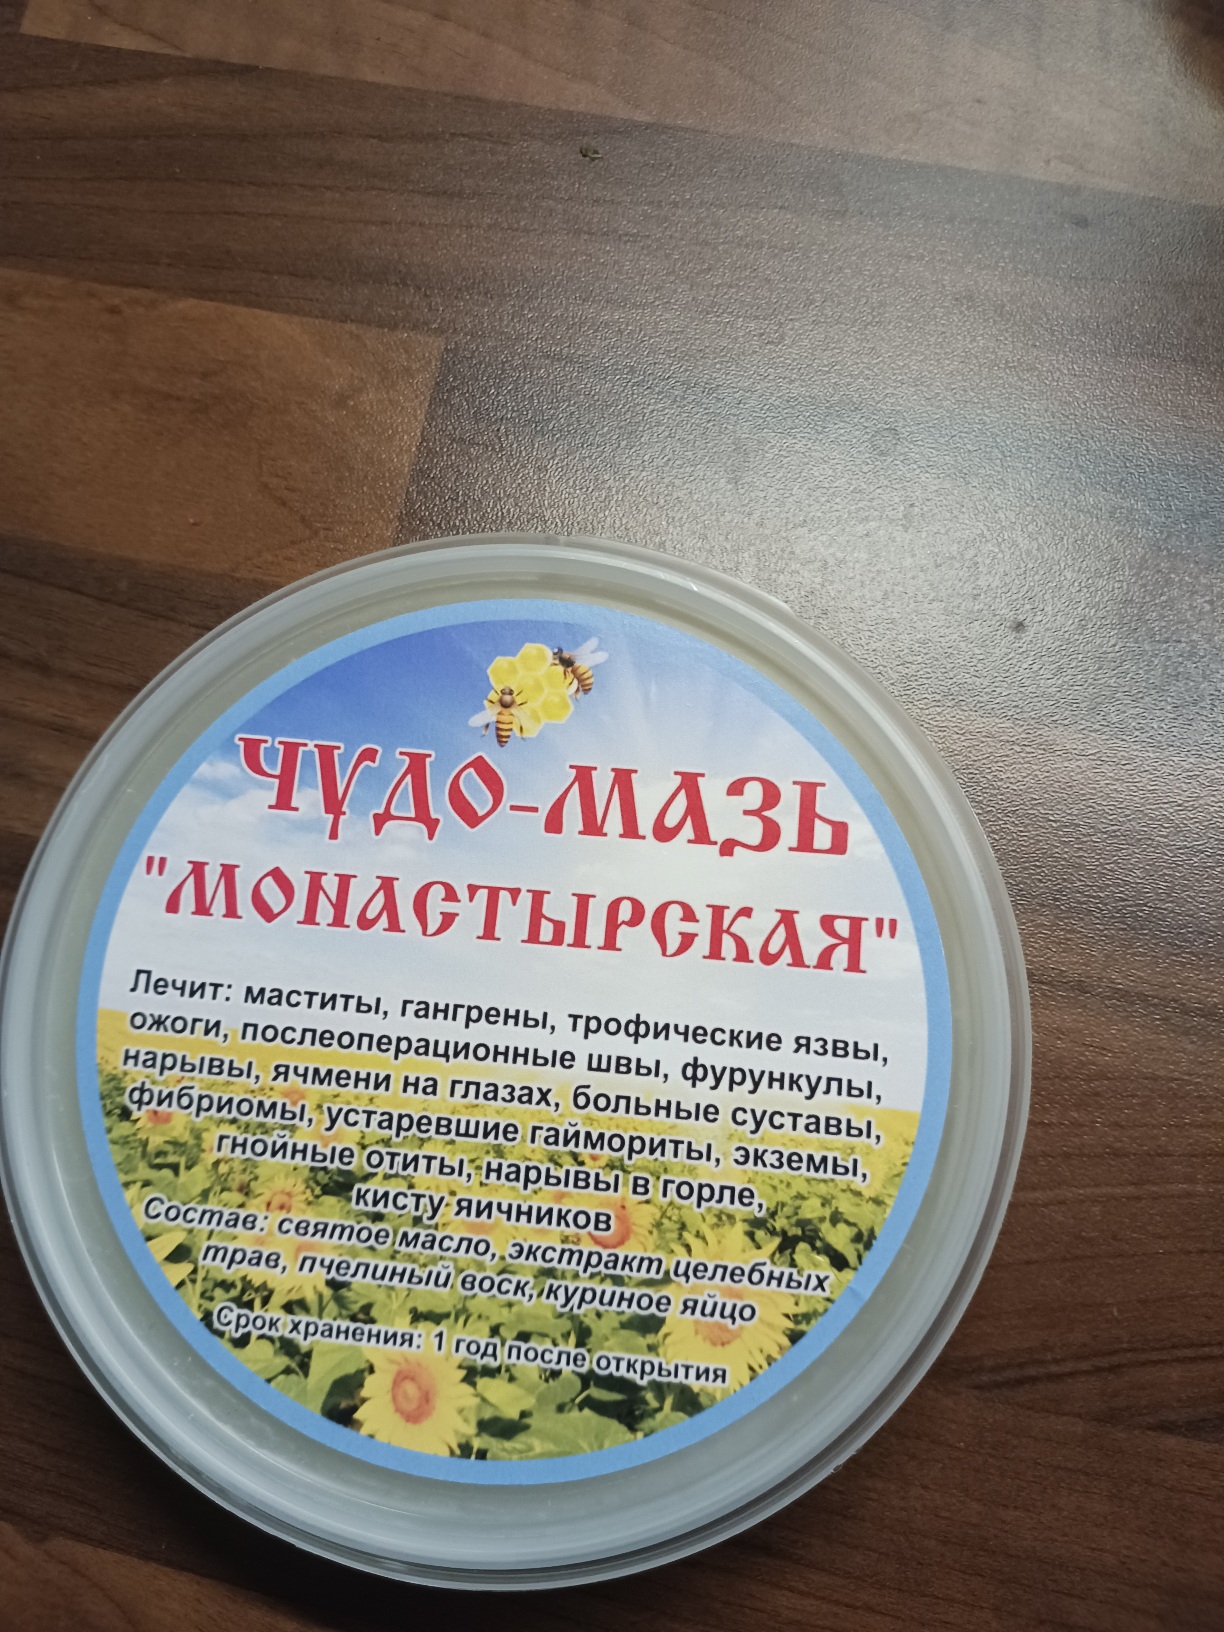 ЧУДО-МАЗЬ
"МОНАСТЫРСКАЯ"
Лечит: маститы, гангрены, трофические язвы,
ожоги, послеоперационные швы, фурункулы,
нарывы, ячмени на глазах, больные суставы,
фибриомы, устаревшие гаймориты, экземы,
гнойные отиты, нарывы в горле,
кисту яичников
Состав: святое масло, экстракт целебных
трав, пчелиный воск, куриное яйцо
Срок хранения: 1 год после открытия